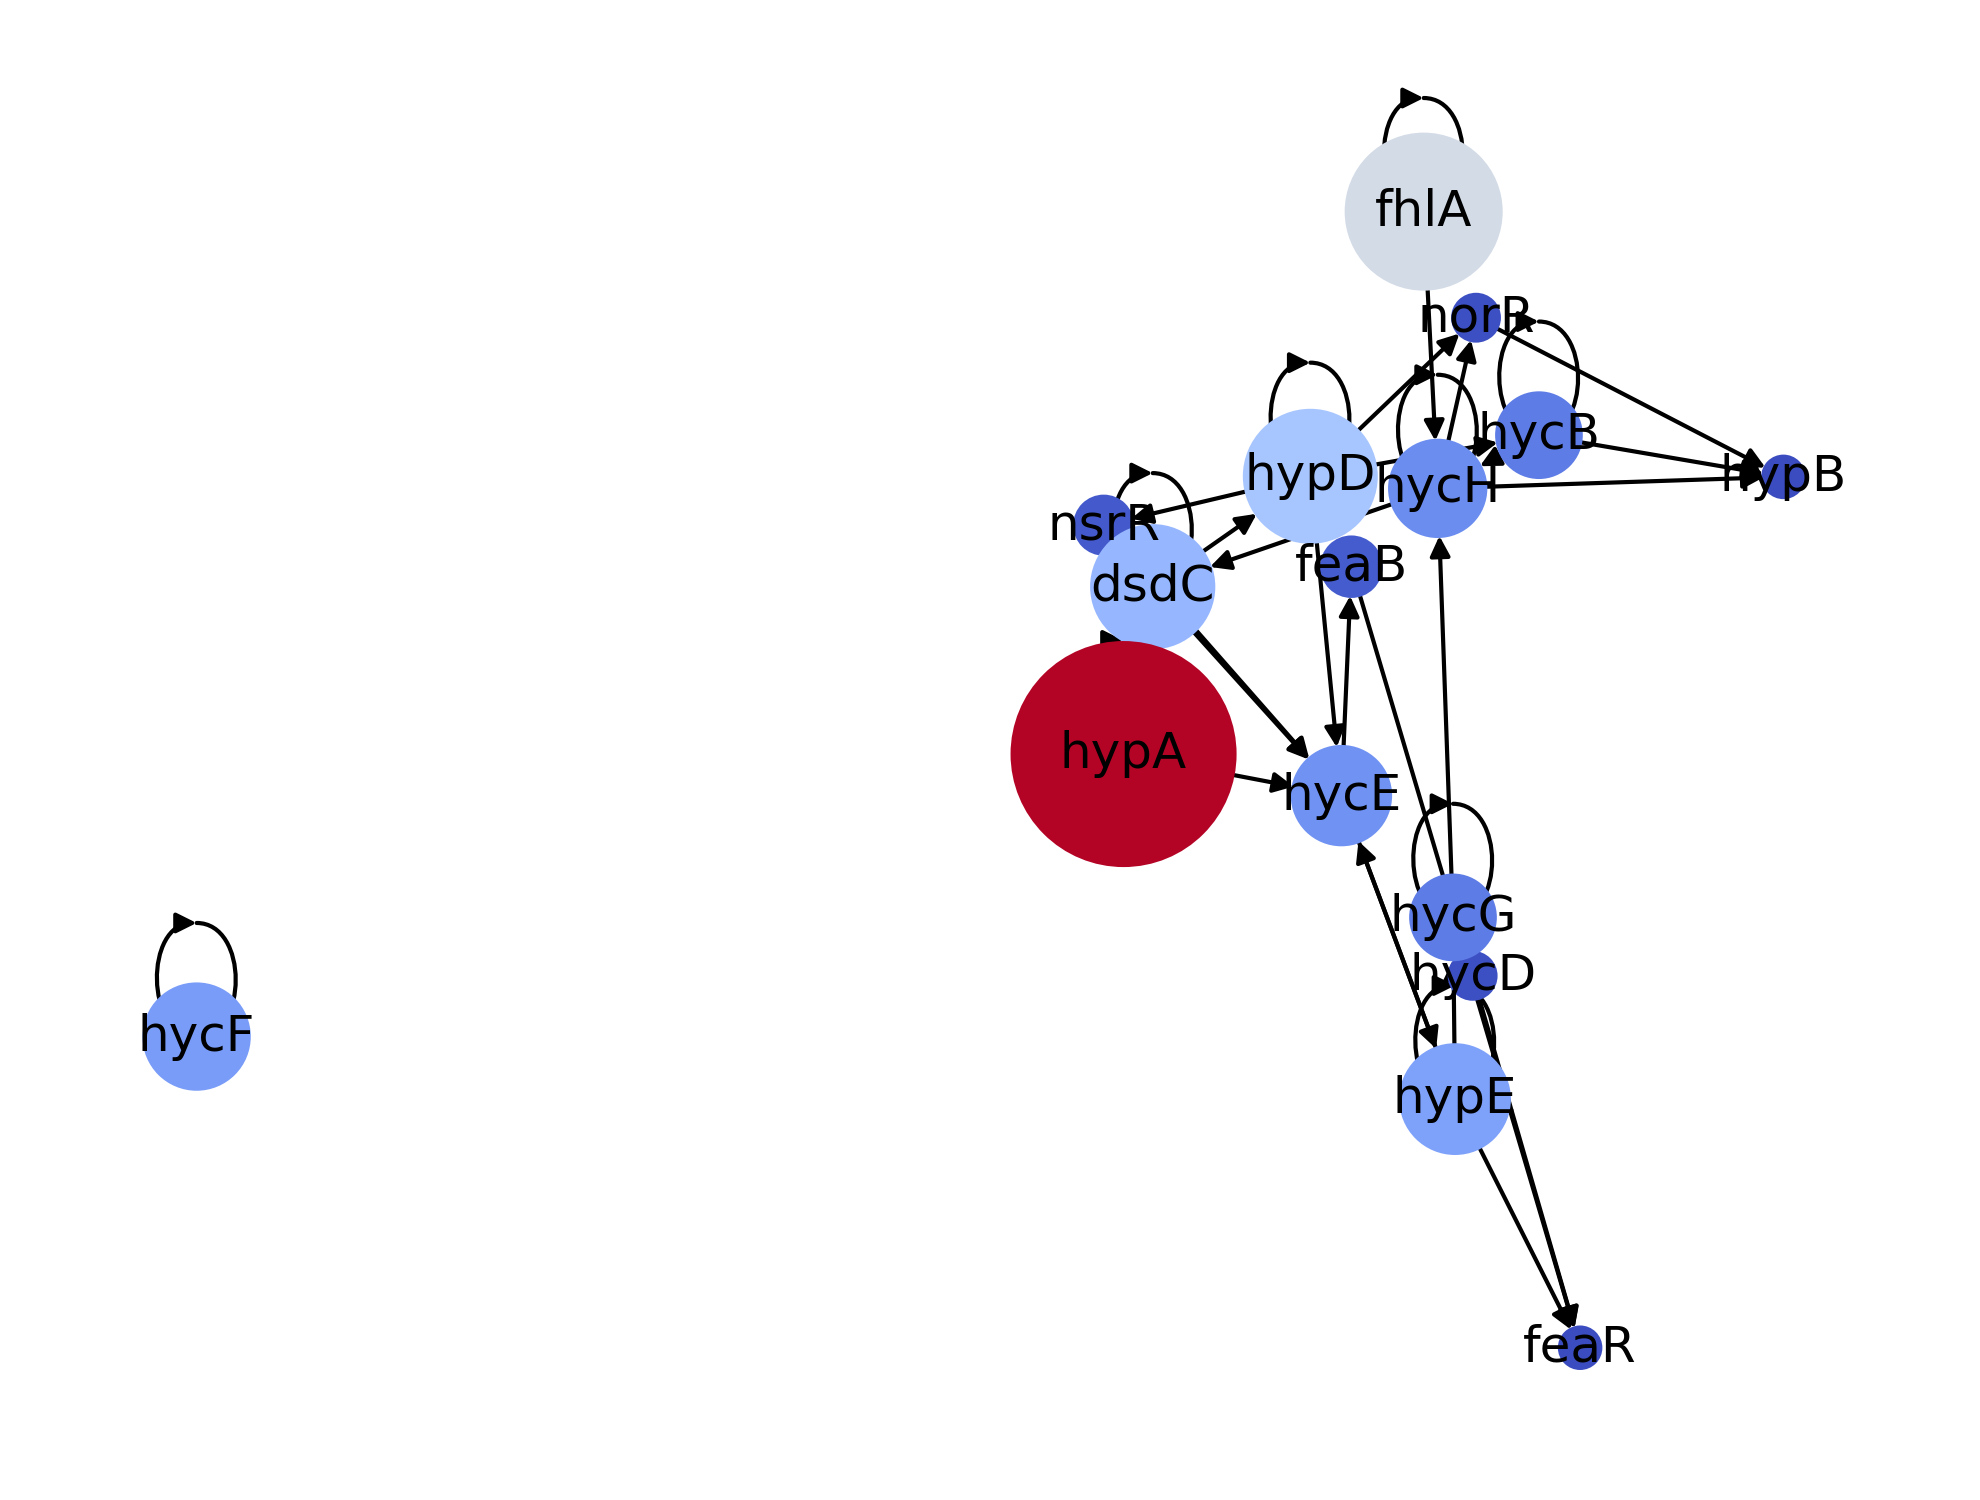 fhlA
norR
hycB
hypD
hycH
hypB
nsrR
feaB
dsdC
hypA
hycE
hycG
hycD
hycF
hypE
feaR